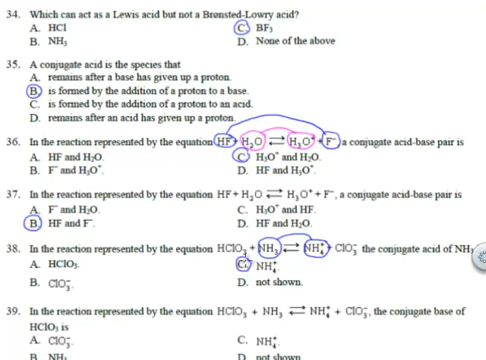 34. Which can act as a Lewis acid but not a Brønsted-Lowry acid?
A. HCl C. BF₃
B. NH₃ D. None of the above
35. A conjugate acid is the species that
A. remains after a base has given up a proton.
B. is formed by the addition of a proton to a base.
C. is formed by the addition of a proton to an acid.
D. remains after an acid has given up a proton.
36. In the reaction represented by the equation HF + H₂O ⇌ H₃O⁺ + F⁻, a conjugate acid-base pair is
A. HF and H₂O. C. H₃O⁺ and H₂O.
B. F⁻ and H₃O⁺. D. HF and H₃O⁺.
37. In the reaction represented by the equation HF + H₂O ⇌ H₃O⁺ + F⁻, a conjugate acid-base pair is
A. F⁻ and H₂O. C. H₃O⁺ and HF.
B. HF and F⁻. D. HF and H₂O.
38. In the reaction represented by the equation HClO₃ + NH₃ ⇌ NH₄⁺ + ClO₃⁻ the conjugate acid of NH₃
A. HClO₃. C. NH₄⁺.
B. ClO₃⁻. D. not shown.
39. In the reaction represented by the equation HClO₃ + NH₃ ⇌ NH₄⁺ + ClO₃⁻, the conjugate base of
HClO₃ is
A. ClO₃⁻. C. NH₄⁺.
B. NH₃ D. not shown